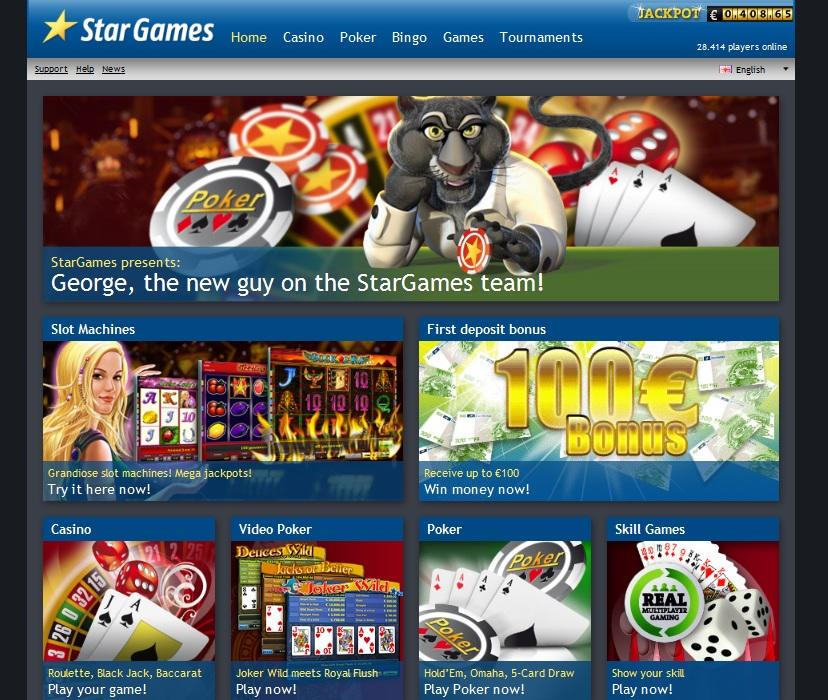 StarGames
Home Casino Poker Bingo Games Tournaments
JACKPOT € 0.408.65
28.414 players online
Support Help News
English
Poker
StarGames presents:
George, the new guy on the StarGames team!
Slot Machines
Grandiose slot machines! Mega jackpots!
Try it here now!
First deposit bonus
100€
Bonus
Receive up to €100
Win money now!
Casino
Roulette, Black Jack, Baccarat
Play your game!
Video Poker
Deuces Wild
Jacks or Better
Joker Wild
Joker Wild meets Royal Flush
Play now!
Poker
Poker
Poker
Hold'Em, Omaha, 5-Card Draw
Play Poker now!
Skill Games
REAL
MULTIPLAYER
GAMING
Show your skill
Play now!